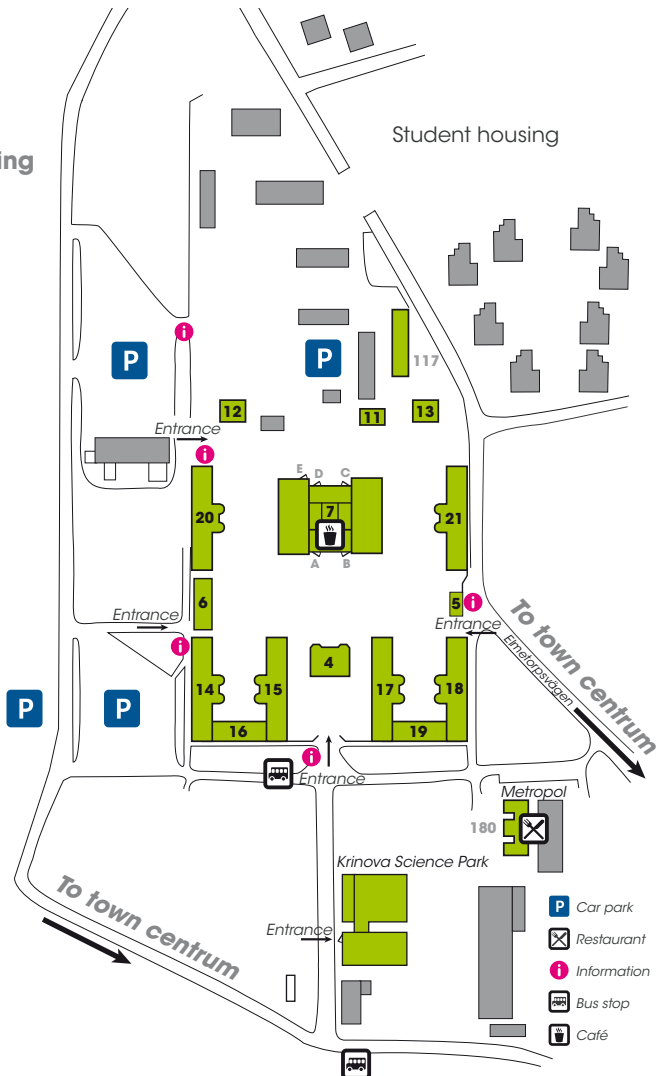 Student housing
ing
P
i
P
117
12
11
13
Entrance
i
E
D
C
20
7
21
A
B
6
5
i
Entrance
Entrance
To town centrum
Elmetorpsvägen
i
4
14
15
17
18
P
P
16
19
i
Entrance
Metropol
180
Krinova Science Park
To town centrum
Entrance
P Car park
Restaurant
i Information
Bus stop
Café